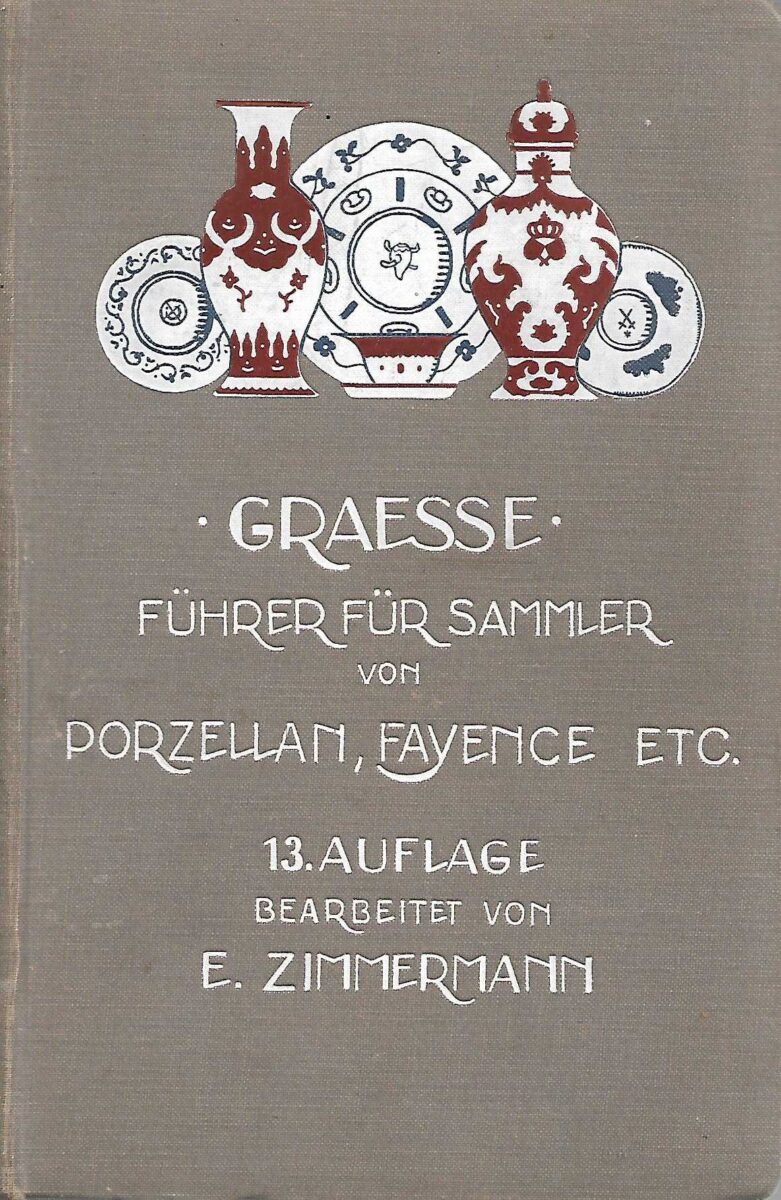 · GRAESSE ·
FÜHRER FÜR SAMMLER
VON
PORZELLAN, FAYENCE ETC.
13. AUFLAGE
BEARBEITET VON
E. ZIMMERMANN